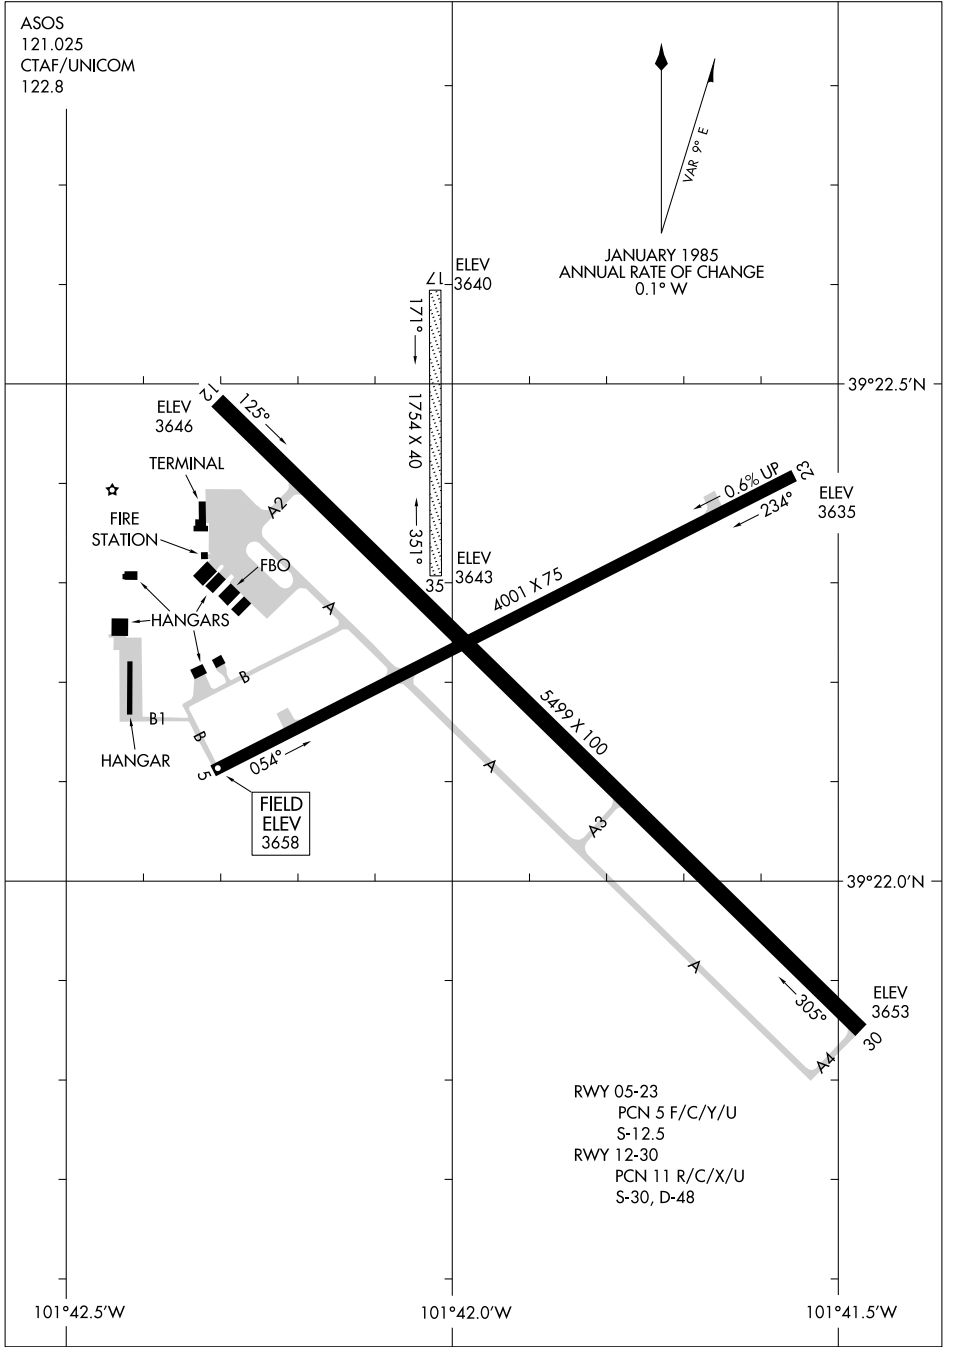 ASOS
121.025
CTAF/UNICOM
122.8
VAR 9° E
JANUARY 1985
ANNUAL RATE OF CHANGE
0.1° W
ELEV
3640
17
171°
1754 X 40
351°
35
ELEV
3643
39°22.5'N
12
ELEV
3646
125°
TERMINAL
A2
FIRE
STATION
FBO
HANGARS
A
B
B1
B
HANGAR
5
054°
FIELD
ELEV
3658
4001 X 75
0.6% UP
234°
23
ELEV
3635
5499 X 100
A
A3
39°22.0'N
A
305°
ELEV
3653
30
A4
RWY 05-23
PCN 5 F/C/Y/U
S-12.5
RWY 12-30
PCN 11 R/C/X/U
S-30, D-48
101°42.5'W
101°42.0'W
101°41.5'W